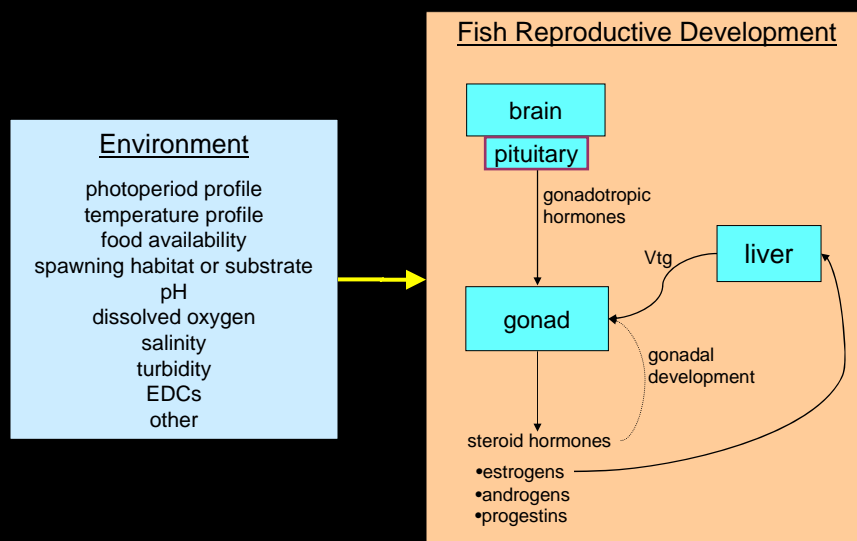 Environment
photoperiod profile
temperature profile
food availability
spawning habitat or substrate
pH
dissolved oxygen
salinity
turbidity
EDCs
other
Fish Reproductive Development
brain
pituitary
gonadotropic
hormones
Vtg
liver
gonad
gonadal
development
steroid hormones
•estrogens
•androgens
•progestins